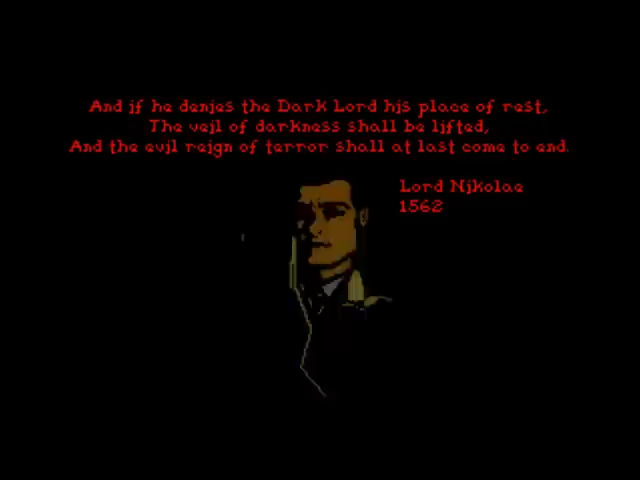 And if he denies the Dark Lord his place of rest,
The veil of darkness shall be lifted,
And the evil reign of terror shall at last come to end.
Lord Nikolae
1562